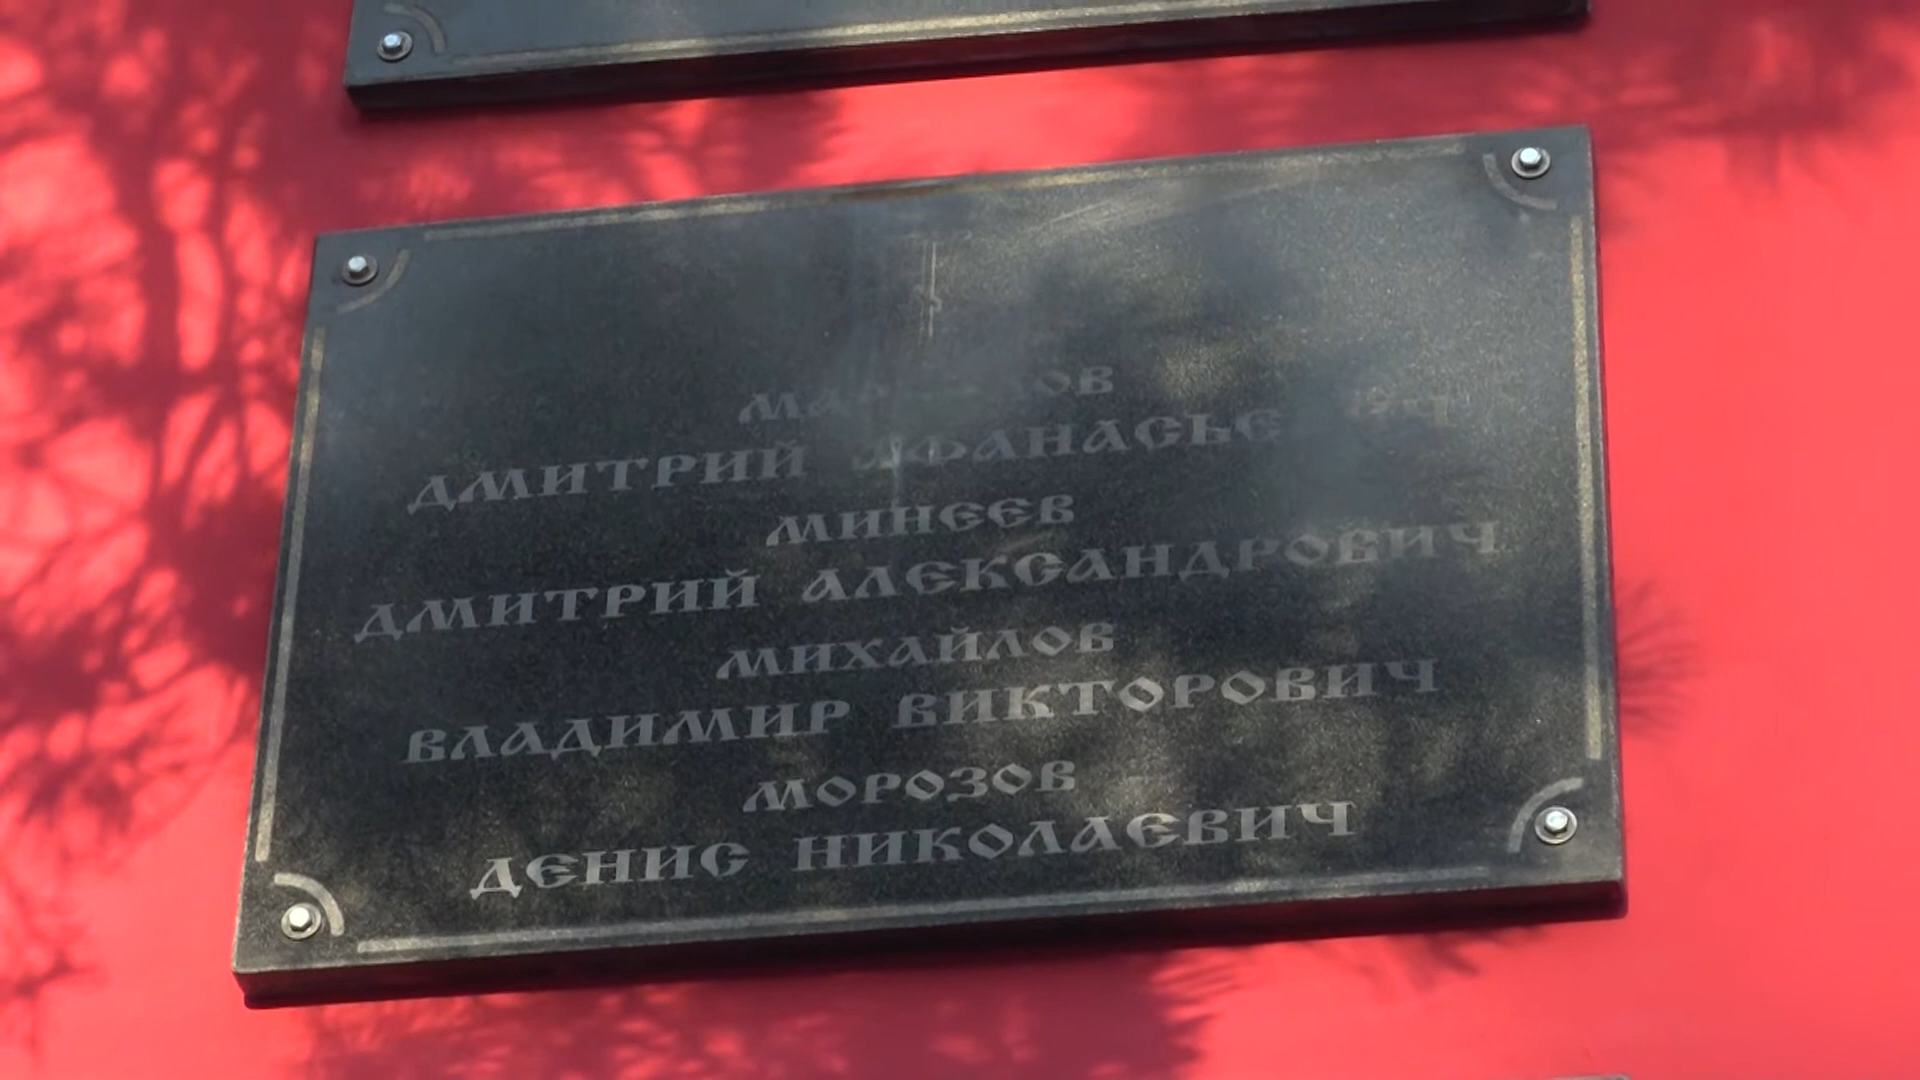 ДМИТРИЙ
МИНЕЕВ
ДМИТРИЙ АЛЕКСАНДРОВИЧ
МИХАЙЛОВ
ВЛАДИМИР ВИКТОРОВИЧ
МОРОЗОВ
ДЕНИС НИКОЛАЕВИЧ